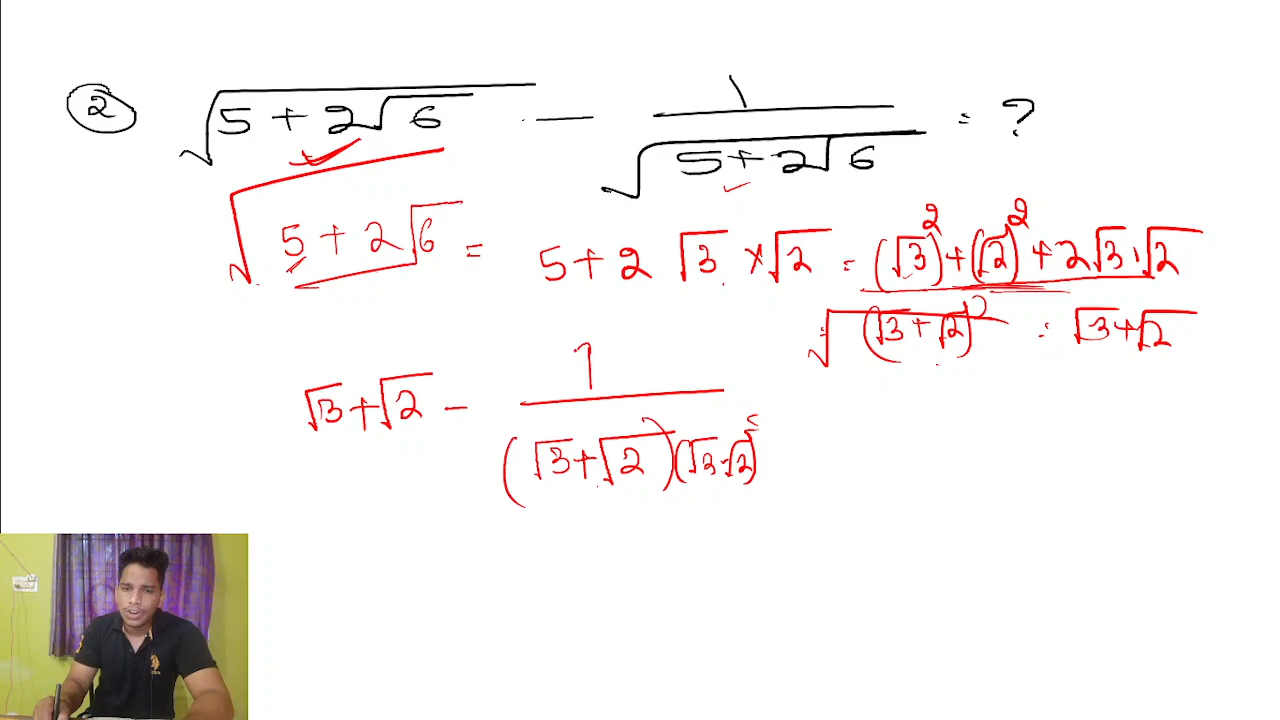 ② √(5 + 2√6) − 1/√(5 + 2√6) = ?
√(5 + 2√6) = 5 + 2 √3 × √2 = (√3)² + (√2)² + 2√3 · √2
√(√3 + √2)² = √3 + √2
√3 + √2 − 1/(√3 + √2)(√3 - √2)